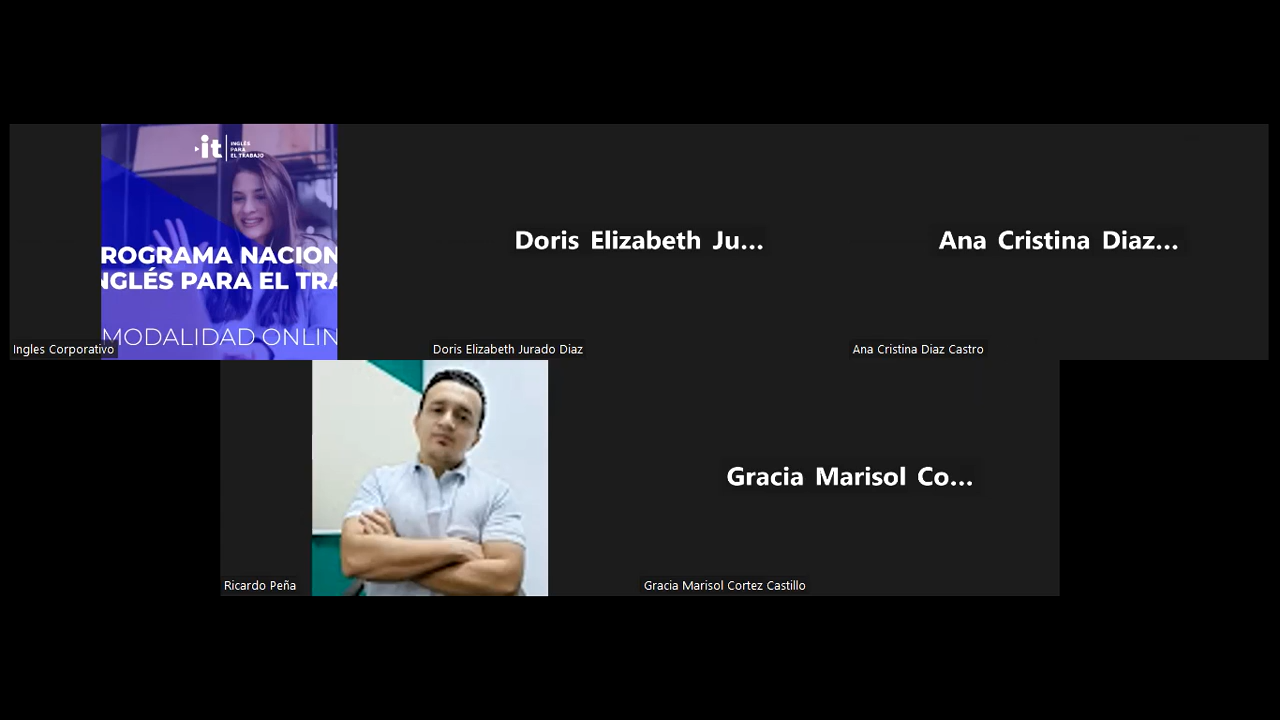 it
INGLÉS
PARA
EL TRABAJO
ROGRAMA NACION
NGLÉS PARA EL TRA
MODALIDAD ONLIN
Ingles Corporativo
Doris Elizabeth Ju...
Doris Elizabeth Jurado Diaz
Ana Cristina Diaz...
Ana Cristina Diaz Castro
Ricardo Peña
Gracia Marisol Co...
Gracia Marisol Cortez Castillo